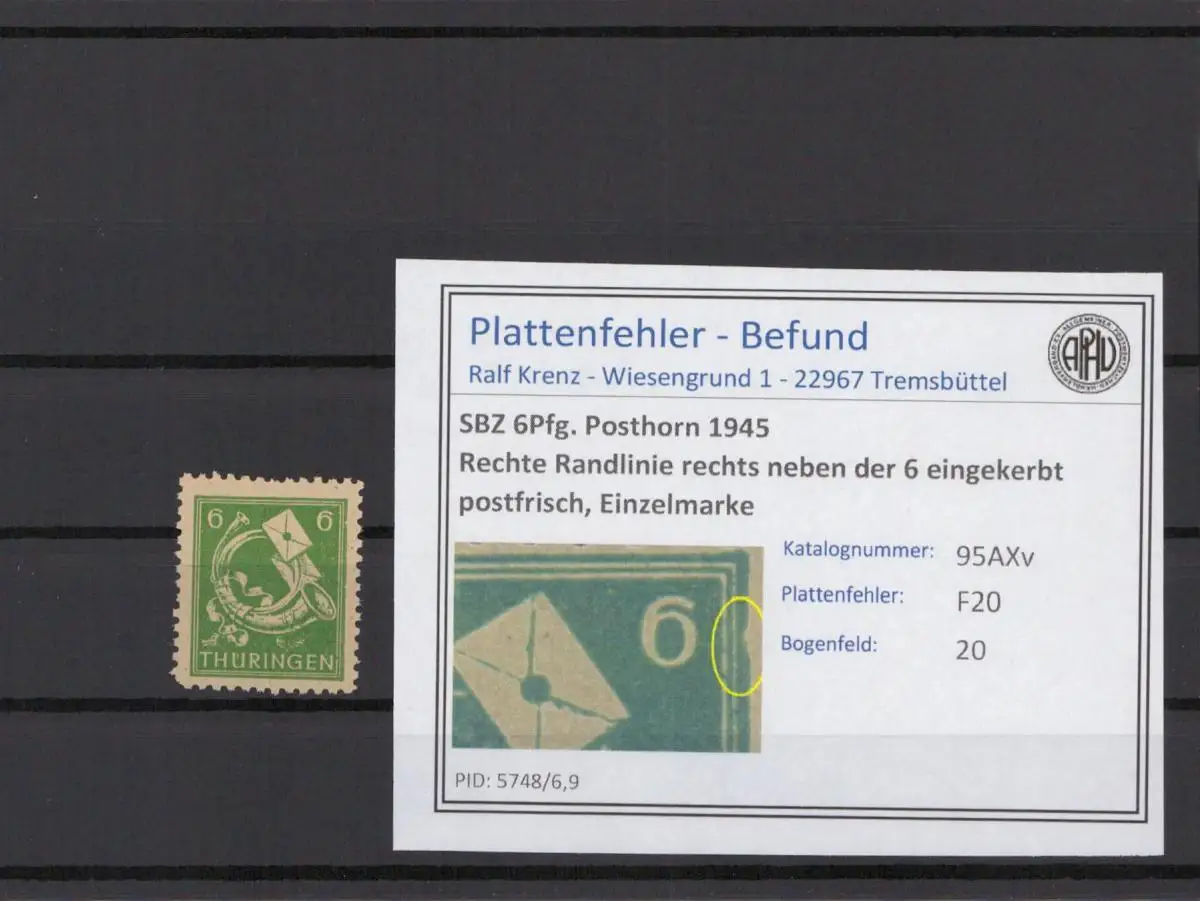 Plattenfehler - Befund
Ralf Krenz - Wiesengrund 1 - 22967 Tremsbüttel
APHV
SBZ 6Pfg. Posthorn 1945
Rechte Randlinie rechts neben der 6 eingekerbt
postfrisch, Einzelmarke
6 6
THÜRINGEN
6
Katalognummer: 95AXv
Plattenfehler: F20
Bogenfeld: 20
PID: 5748/6,9